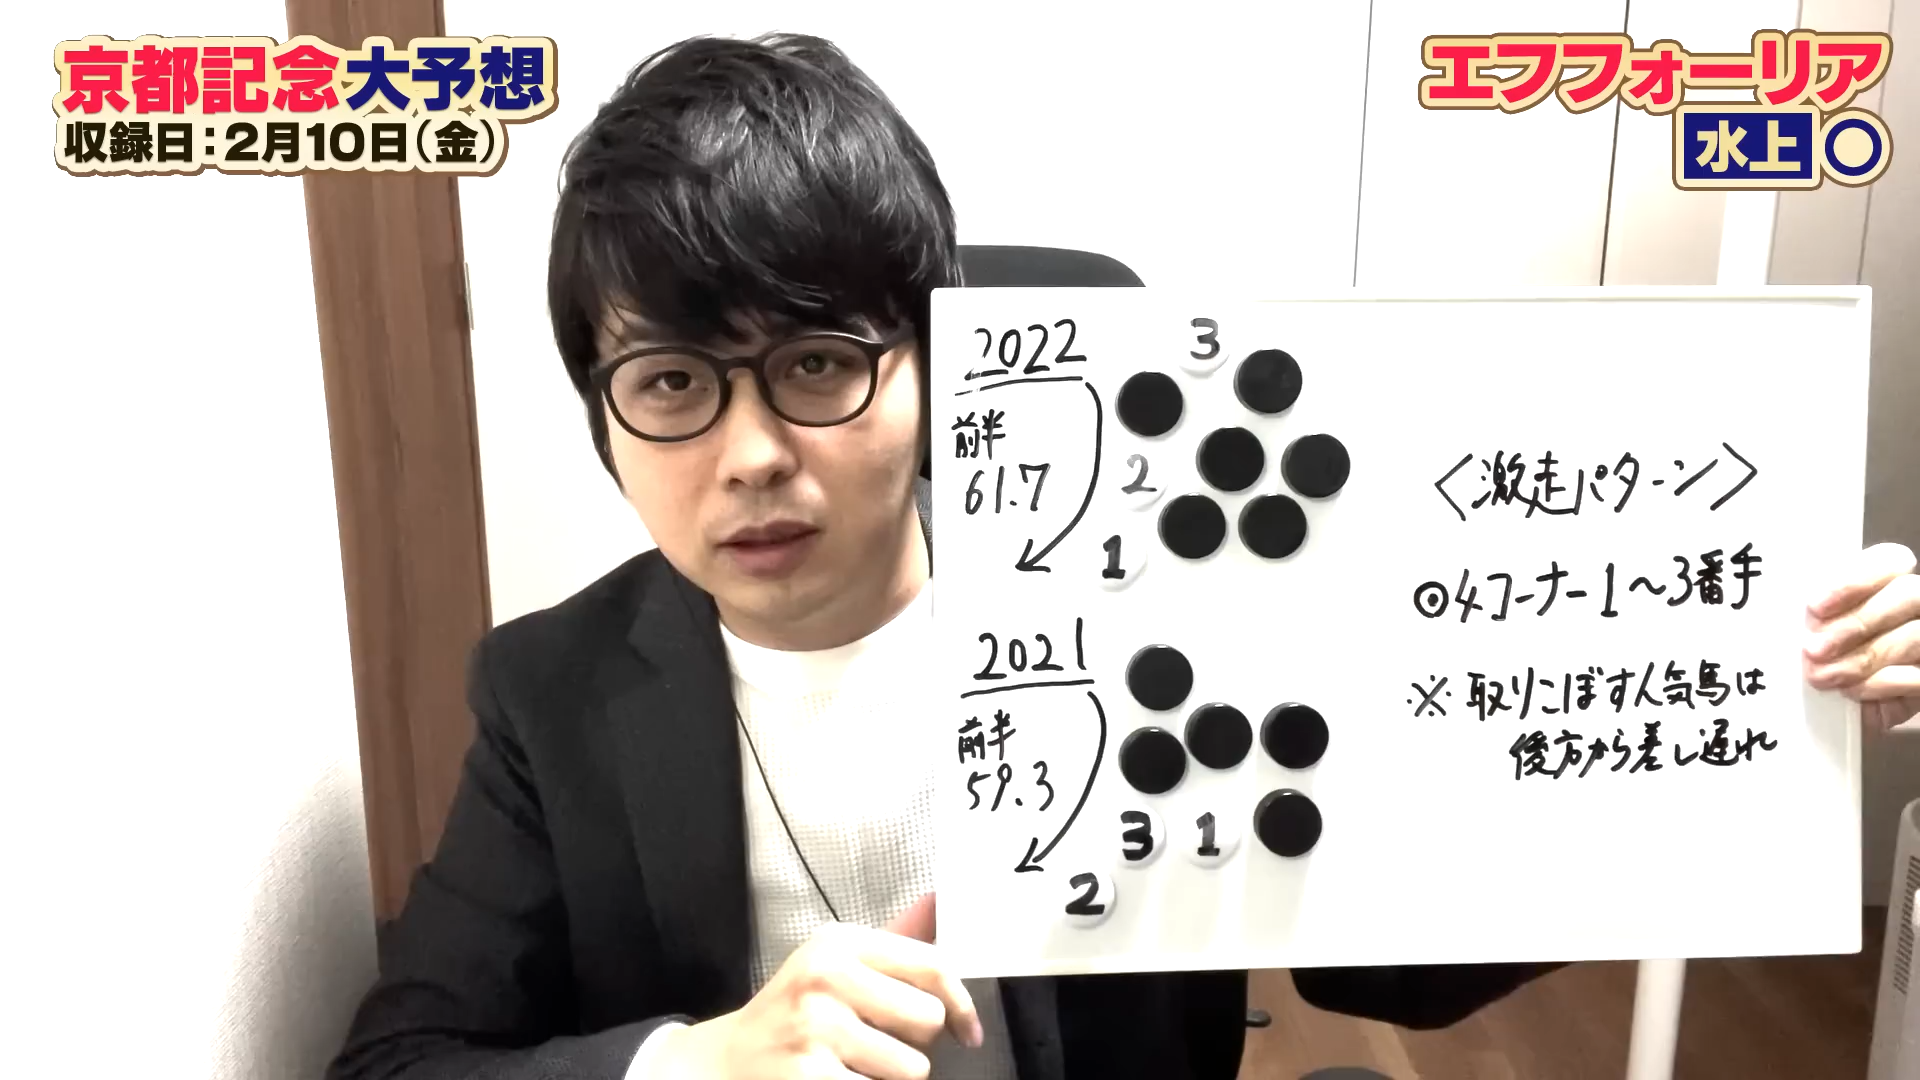 京都記念大予想
収録日:2月10日(金)
エフフォーリア
水上 ○
2022
前半
61.7
3
2
1
2021
前半
59.3
3 1
2
<激走パターン>
◎4コーナー1〜3番手
※取りこぼす人気馬は
後方から差し遅れ